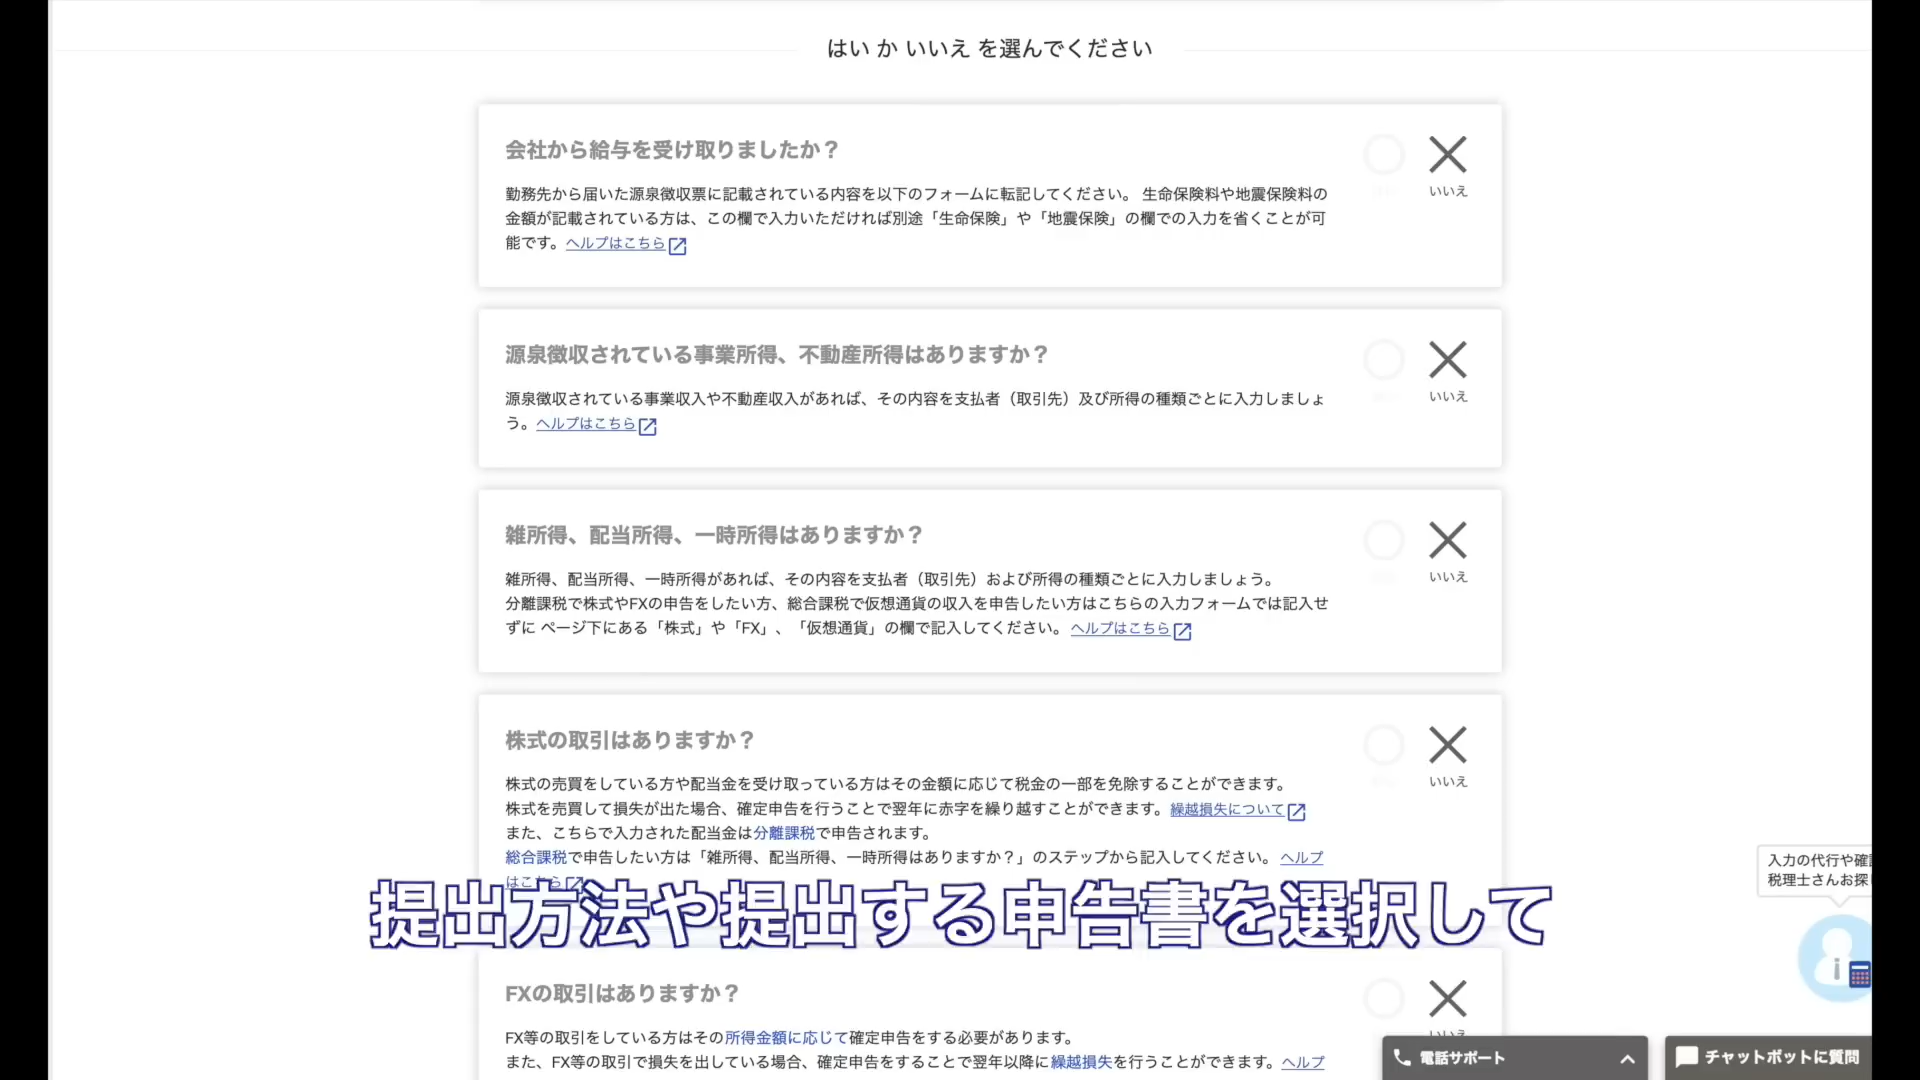 はい か いいえ を選んでください
会社から給与を受け取りましたか？
いいえ
勤務先から届いた源泉徴収票に記載されている内容を以下のフォームに転記してください。 生命保険料や地震保険料の
金額が記載されている方は、この欄で入力いただければ別途「生命保険」や「地震保険」の欄での入力を省くことが可
能です。ヘルプはこちら
源泉徴収されている事業所得、不動産所得はありますか？
いいえ
源泉徴収されている事業収入や不動産収入があれば、その内容を支払者（取引先）及び所得の種類ごとに入力しましょ
う。ヘルプはこちら
雑所得、配当所得、一時所得はありますか？
いいえ
雑所得、配当所得、一時所得があれば、その内容を支払者（取引先）および所得の種類ごとに入力しましょう。
分離課税で株式やFXの申告をしたい方、総合課税で仮想通貨の収入を申告したい方はこちらの入力フォームでは記入せ
ずに ページ下にある「株式」や「FX」、「仮想通貨」の欄で記入してください。 ヘルプはこちら
株式の取引はありますか？
いいえ
株式の売買をしている方や配当金を受け取っている方はその金額に応じて税金の一部を免除することができます。
株式を売買して損失が出た場合、確定申告を行うことで翌年に赤字を繰り越すことができます。繰越損失について
また、こちらで入力された配当金は分離課税で申告されます。
総合課税で申告したい方は「雑所得、配当所得、一時所得はありますか？」のステップから記入してください。 ヘルプ
はこちら
提出方法や提出する申告書を選択して
入力の代行や確
税理士さんお探
FXの取引はありますか？
いいえ
FX等の取引をしている方はその所得金額に応じて確定申告をする必要があります。
また、FX等の取引で損失を出している場合、確定申告をすることで翌年以降に繰越損失を行うことができます。ヘルプ
電話サポート
チャットボットに質問